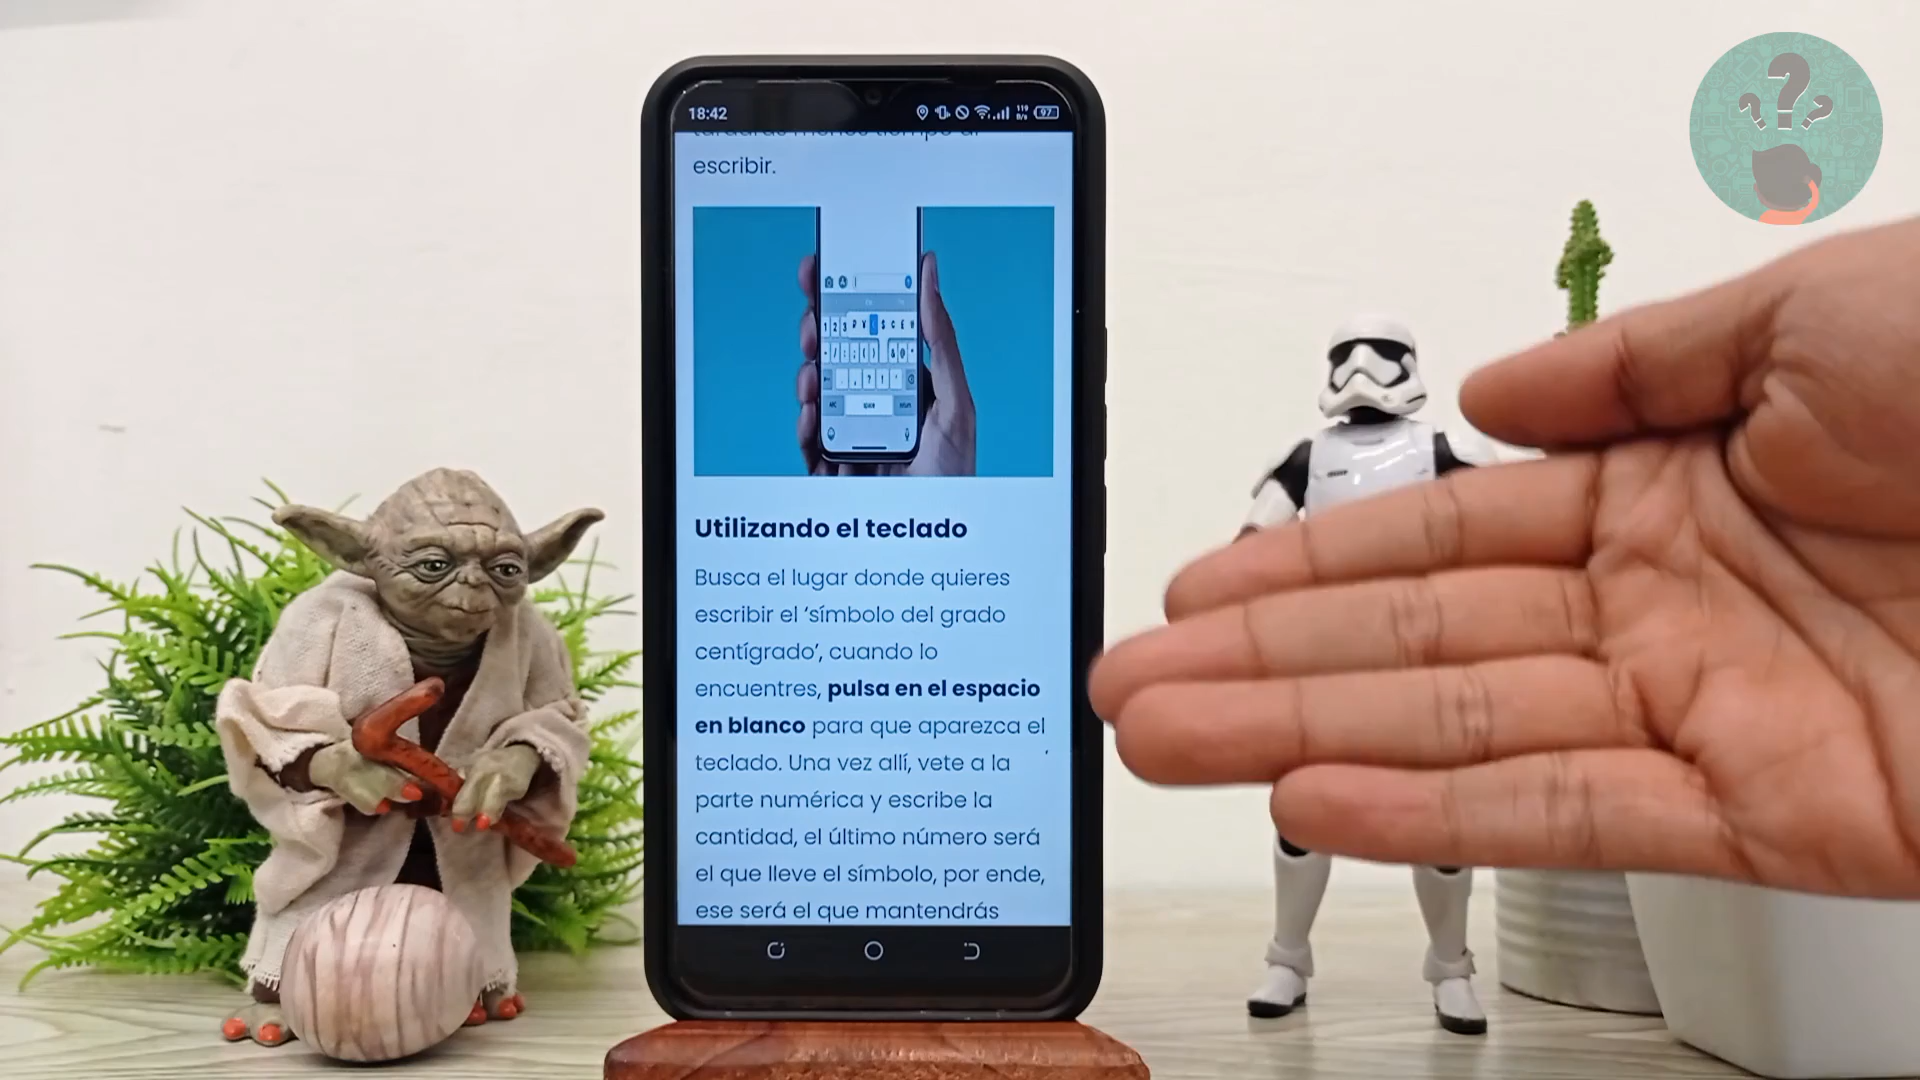 18:42
119
B/s
97
escribir.
space
Utilizando el teclado
Busca el lugar donde quieres
escribir el ‘símbolo del grado
centígrado’, cuando lo
encuentres, pulsa en el espacio
en blanco para que aparezca el
teclado. Una vez allí, vete a la
parte numérica y escribe la
cantidad, el último número será
el que lleve el símbolo, por ende,
ese será el que mantendrás